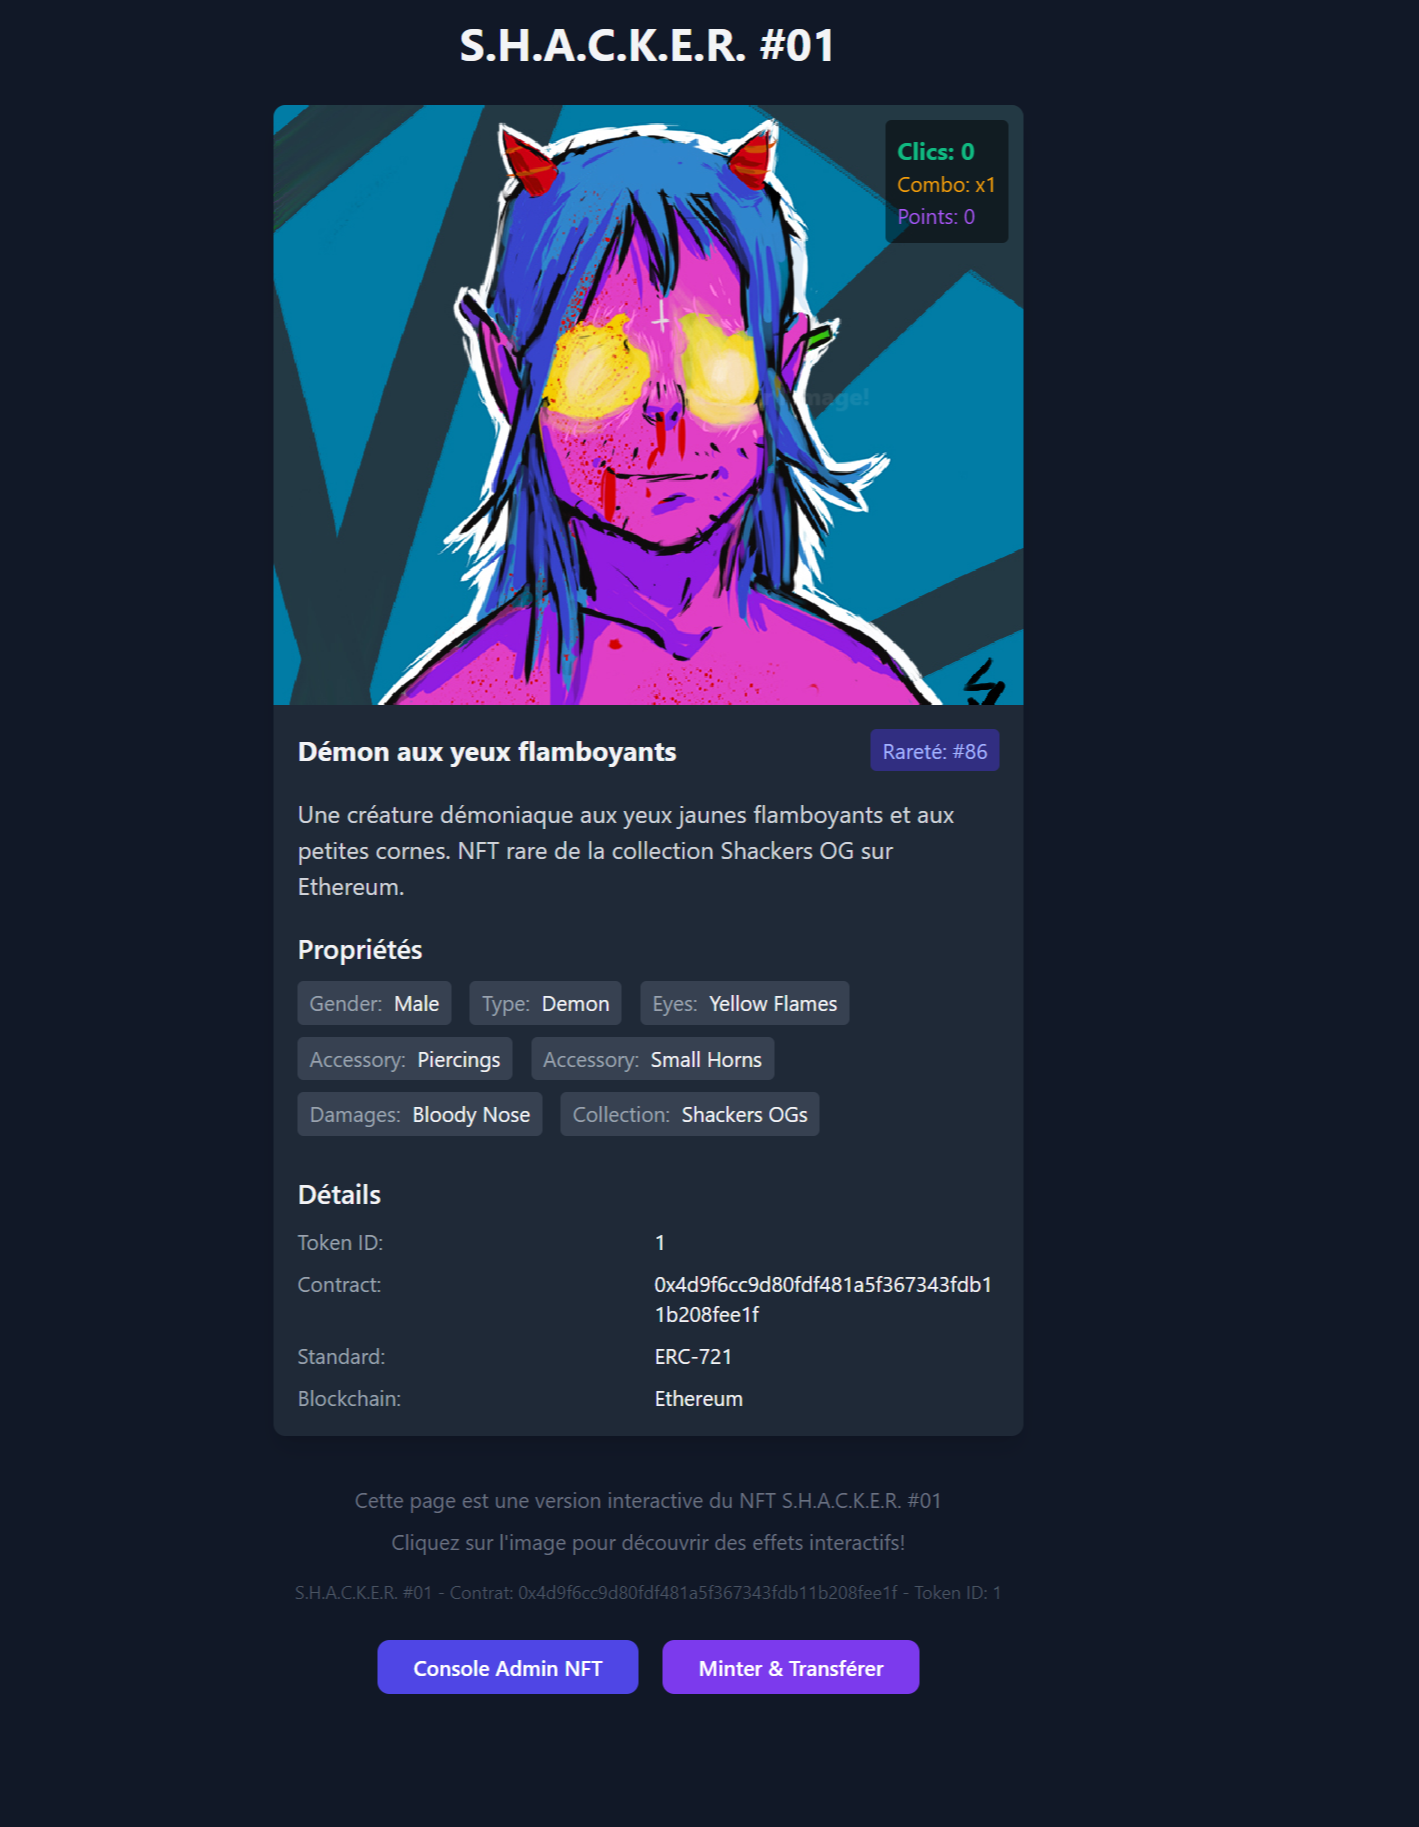 S.H.A.C.K.E.R. #01
Clics: 0
Combo: x1
Points: 0
image!
Démon aux yeux flamboyants
Rareté: #86
Une créature démoniaque aux yeux jaunes flamboyants et aux
petites cornes. NFT rare de la collection Shackers OG sur
Ethereum.
Propriétés
Gender: Male
Type: Demon
Eyes: Yellow Flames
Accessory: Piercings
Accessory: Small Horns
Damages: Bloody Nose
Collection: Shackers OGs
Détails
Token ID: 1
Contract: 0x4d9f6cc9d80fdf481a5f367343fdb1
1b208fee1f
Standard: ERC-721
Blockchain: Ethereum
Cette page est une version interactive du NFT S.H.A.C.K.E.R. #01
Cliquez sur l'image pour découvrir des effets interactifs!
S.H.A.C.K.E.R. #01 - Contrat: 0x4d9f6cc9d80fdf481a5f367343fdb11b208fee1f - Token ID: 1
Console Admin NFT
Minter & Transférer